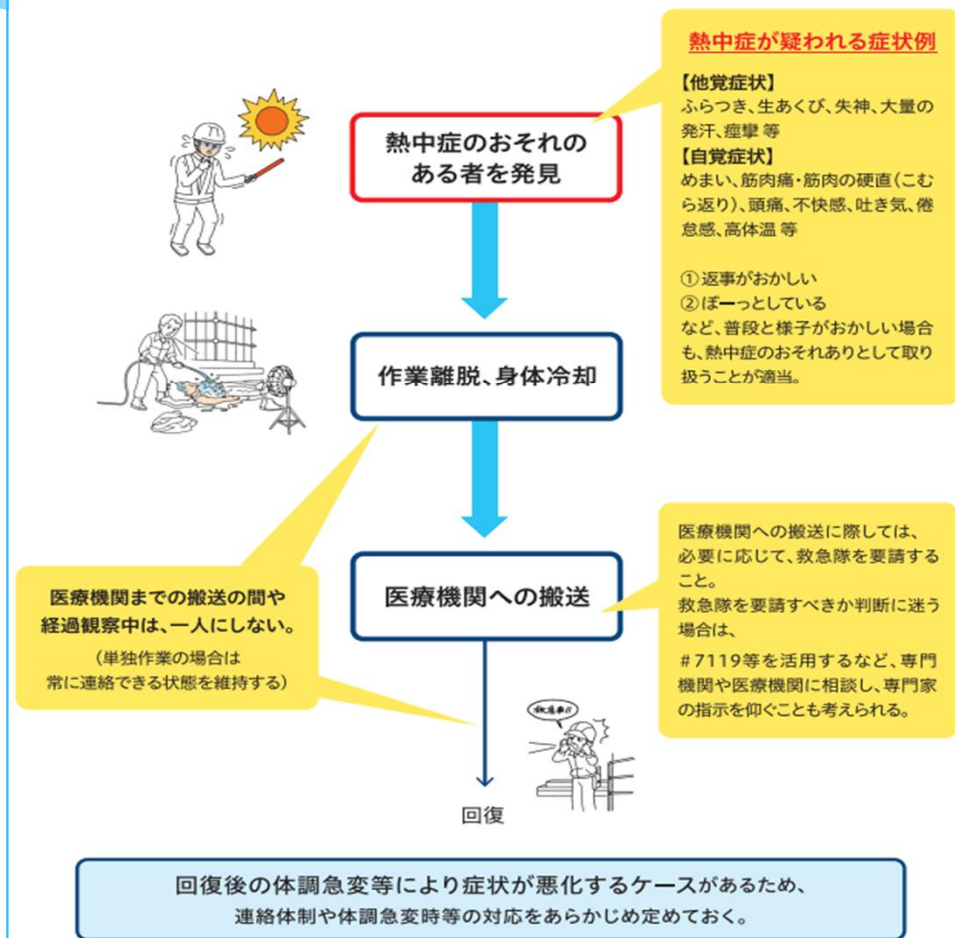 熱中症が疑われる症状例
【他覚症状】
ふらつき、生あくび、失神、大量の
発汗、痙攣 等
【自覚症状】
めまい、筋肉痛・筋肉の硬直(こむ
ら返り)、頭痛、不快感、吐き気、倦
怠感、高体温 等
①返事がおかしい
②ぼーっとしている
など、普段と様子がおかしい場合
も、熱中症のおそれありとして取り
扱うことが適当。
熱中症のおそれの
ある者を発見
作業離脱、身体冷却
医療機関への搬送
医療機関までの搬送の間や
経過観察中は、一人にしない。
(単独作業の場合は
常に連絡できる状態を維持する)
医療機関への搬送に際しては、
必要に応じて、救急隊を要請する
こと。
救急隊を要請すべきか判断に迷う
場合は、
#7119等を活用するなど、専門
機関や医療機関に相談し、専門家
の指示を仰ぐことも考えられる。
救急車!!
回復
回復後の体調急変等により症状が悪化するケースがあるため、
連絡体制や体調急変時等の対応をあらかじめ定めておく。